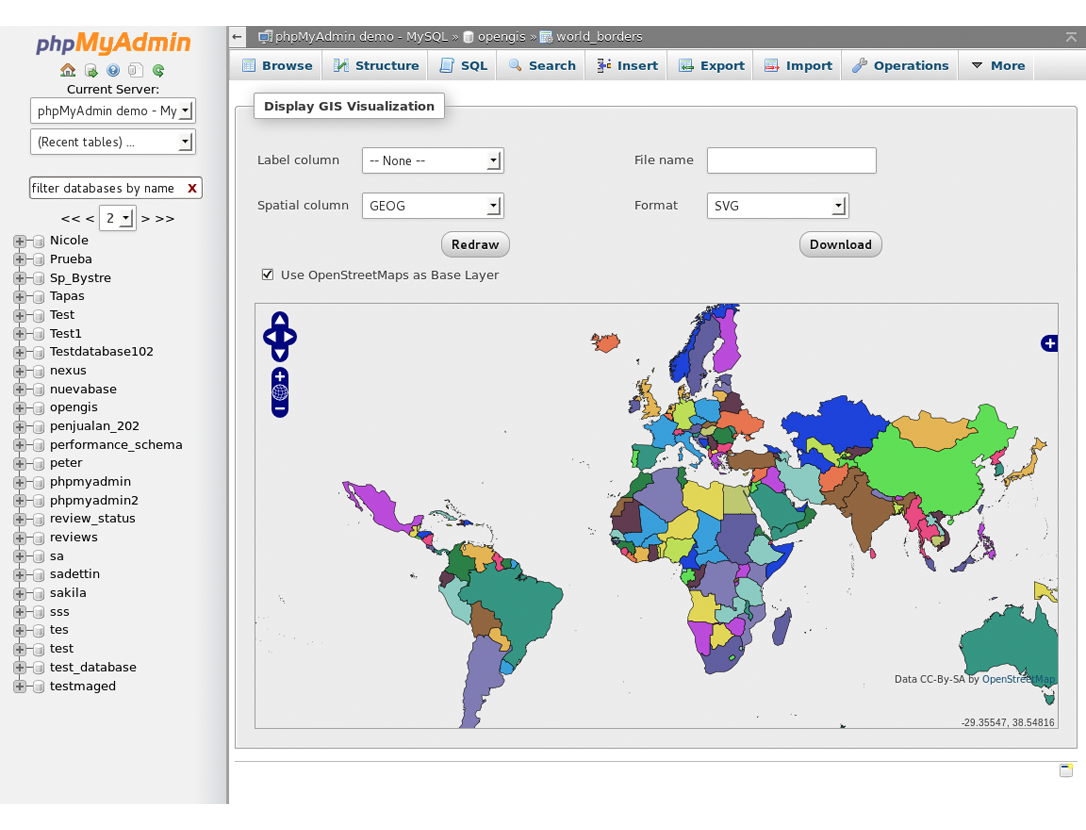 phpMyAdmin
Current Server:
phpMyAdmin demo - My
(Recent tables) ...
filter databases by name X
<< < 2 > >>
Nicole
Prueba
Sp_Bystre
Tapas
Test
Test1
Testdatabase102
nexus
nuevabase
opengis
penjualan_202
performance_schema
peter
phpmyadmin
phpmyadmin2
review_status
reviews
sa
sadettin
sakila
sss
tes
test
test_database
testmaged
phpMyAdmin demo - MySQL » opengis » world_borders
Browse Structure SQL Search Insert Export Import Operations More
Display GIS Visualization
Label column -- None -- File name
Spatial column GEOG Format SVG
Redraw Download
Use OpenStreetMaps as Base Layer
Data CC-By-SA by OpenStreetMap
-29.35547, 38.54816